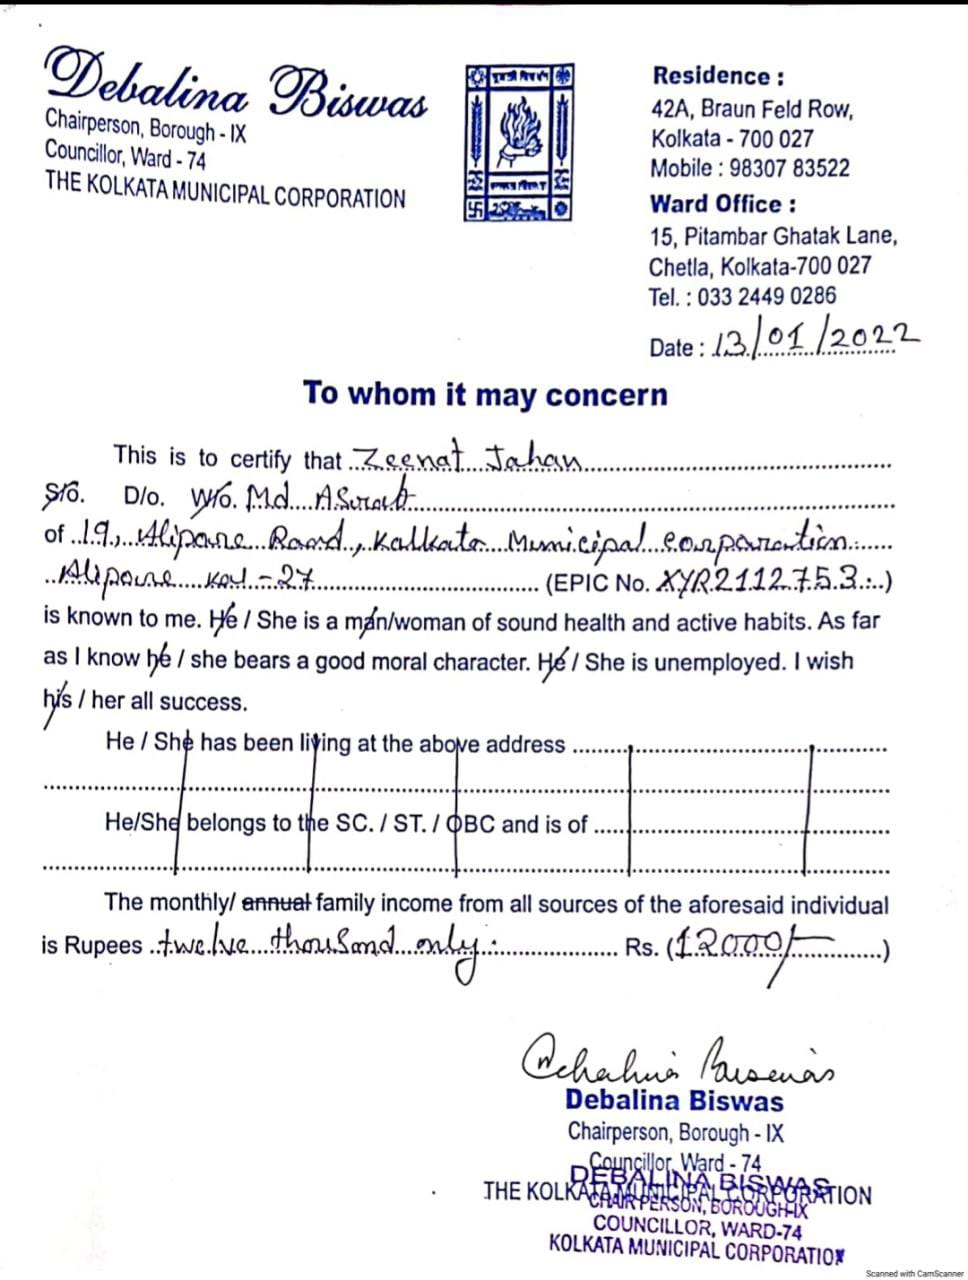 Debalina Biswas
Chairperson, Borough - IX
Councillor, Ward - 74
THE KOLKATA MUNICIPAL CORPORATION
Residence :
42A, Braun Feld Row,
Kolkata - 700 027
Mobile : 98307 83522
Ward Office :
15, Pitambar Ghatak Lane,
Chetla, Kolkata-700 027
Tel. : 033 2449 0286
Date : 13/01/2022
To whom it may concern
This is to certify that Zeenat Jahan
S/o. D/o. W/o. Md ASurab
of 19, Alipore Road, Kolkata Municipal corporation
Alipore Kol-27 (EPIC No. XYR2112753)
is known to me. He / She is a man/woman of sound health and active habits. As far
as I know he / she bears a good moral character. He / She is unemployed. I wish
his / her all success.
He / She has been living at the above address
He/She belongs to the SC. / ST. / OBC and is of
The monthly/ annual family income from all sources of the aforesaid individual
is Rupees twelve thousand only. Rs. (12000/-)
Debalina Biswas
Debalina Biswas
Chairperson, Borough - IX
Councillor, Ward - 74
THE KOLKATA MUNICIPAL CORPORATION
DEBALINA BISWAS
CHAIRPERSON, BOROUGH-IX
COUNCILLOR, WARD-74
KOLKATA MUNICIPAL CORPORATION
Scanned with CamScanner